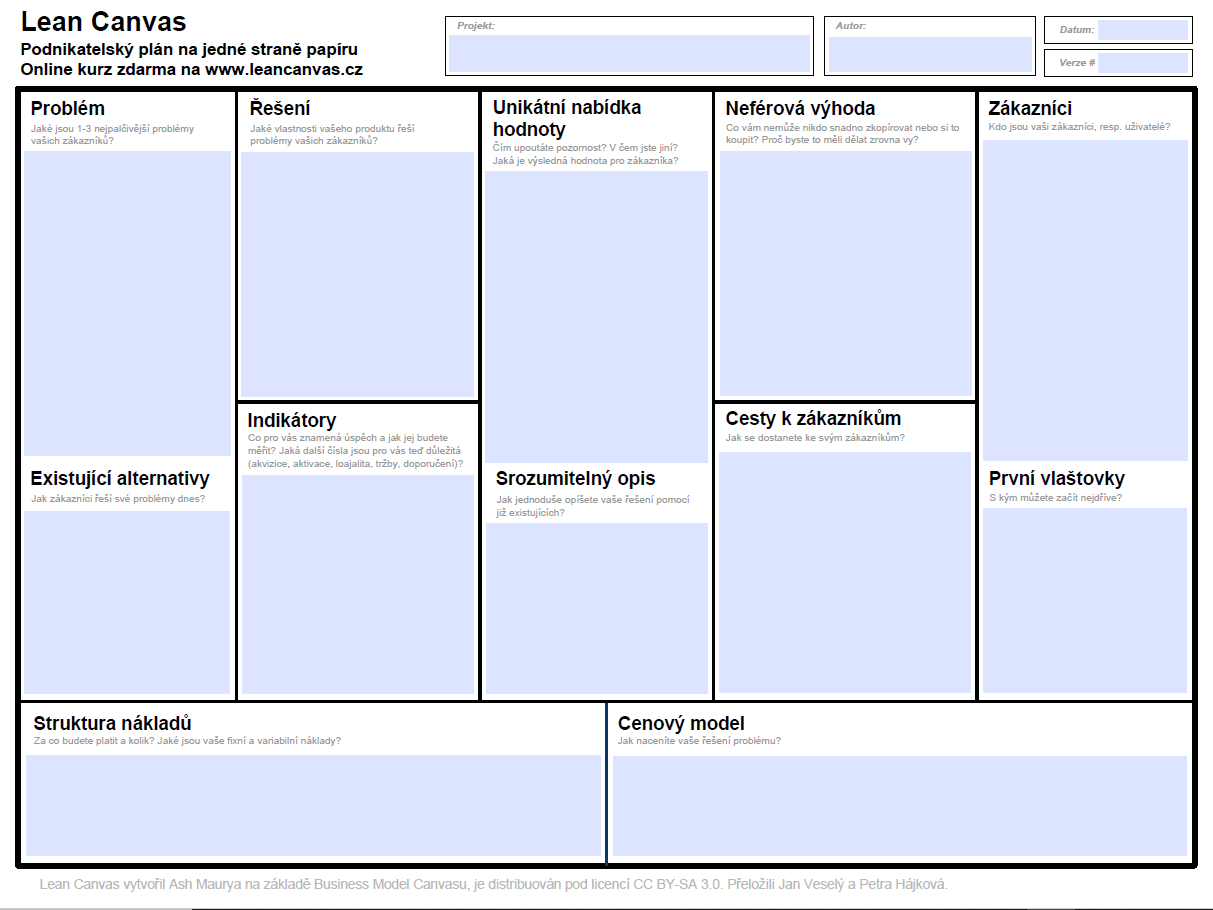 Lean Canvas
Podnikatelský plán na jedné straně papíru
Online kurz zdarma na www.leancanvas.cz
Projekt:
Autor:
Datum:
Verze #
Problém
Jaké jsou 1-3 nejpalčivější problémy
vašich zákazníků?
Existující alternativy
Jak zákazníci řeší své problémy dnes?
Řešení
Jaké vlastnosti vašeho produktu řeší
problémy vašich zákazníků?
Indikátory
Co pro vás znamená úspěch a jak jej budete
měřit? Jaká další čísla jsou pro vás teď důležitá
(akvizice, aktivace, loajalita, tržby, doporučení)?
Unikátní nabídka
hodnoty
Čím upoutáte pozornost? V čem jste jiní?
Jaká je výsledná hodnota pro zákazníka?
Srozumitelný opis
Jak jednoduše opíšete vaše řešení pomocí
již existujících?
Neférová výhoda
Co vám nemůže nikdo snadno zkopírovat nebo si to
koupit? Proč byste to měli dělat zrovna vy?
Cesty k zákazníkům
Jak se dostanete ke svým zákazníkům?
Zákazníci
Kdo jsou vaši zákazníci, resp. uživatelé?
První vlaštovky
S kým můžete začít nejdříve?
Struktura nákladů
Za co budete platit a kolik? Jaké jsou vaše fixní a variabilní náklady?
Cenový model
Jak naceníte vaše řešení problému?
Lean Canvas vytvořil Ash Maurya na základě Business Model Canvasu, je distribuován pod licencí CC BY-SA 3.0. Přeložili Jan Veselý a Petra Hájková.